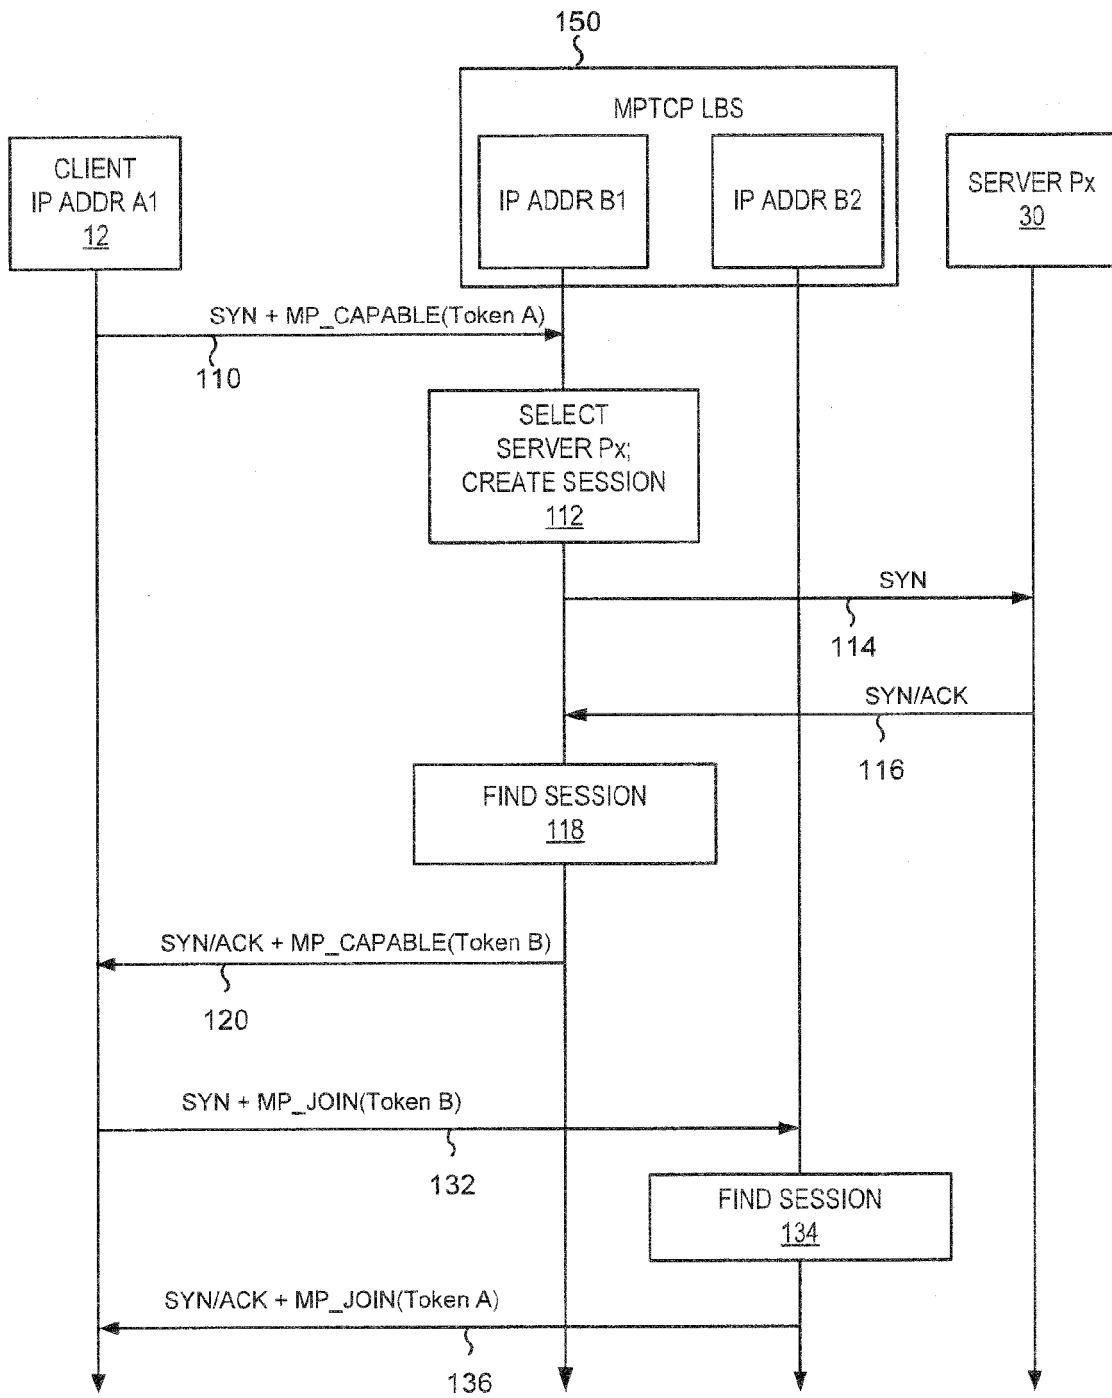 150
MPTCP LBS
CLIENT
IP ADDR A1
12
IP ADDR B1
IP ADDR B2
SERVER Px
30
SYN + MP_CAPABLE(Token A)
110
SELECT
SERVER Px;
CREATE SESSION
112
SYN
114
SYN/ACK
116
FIND SESSION
118
SYN/ACK + MP_CAPABLE(Token B)
120
SYN + MP_JOIN(Token B)
132
FIND SESSION
134
SYN/ACK + MP_JOIN(Token A)
136